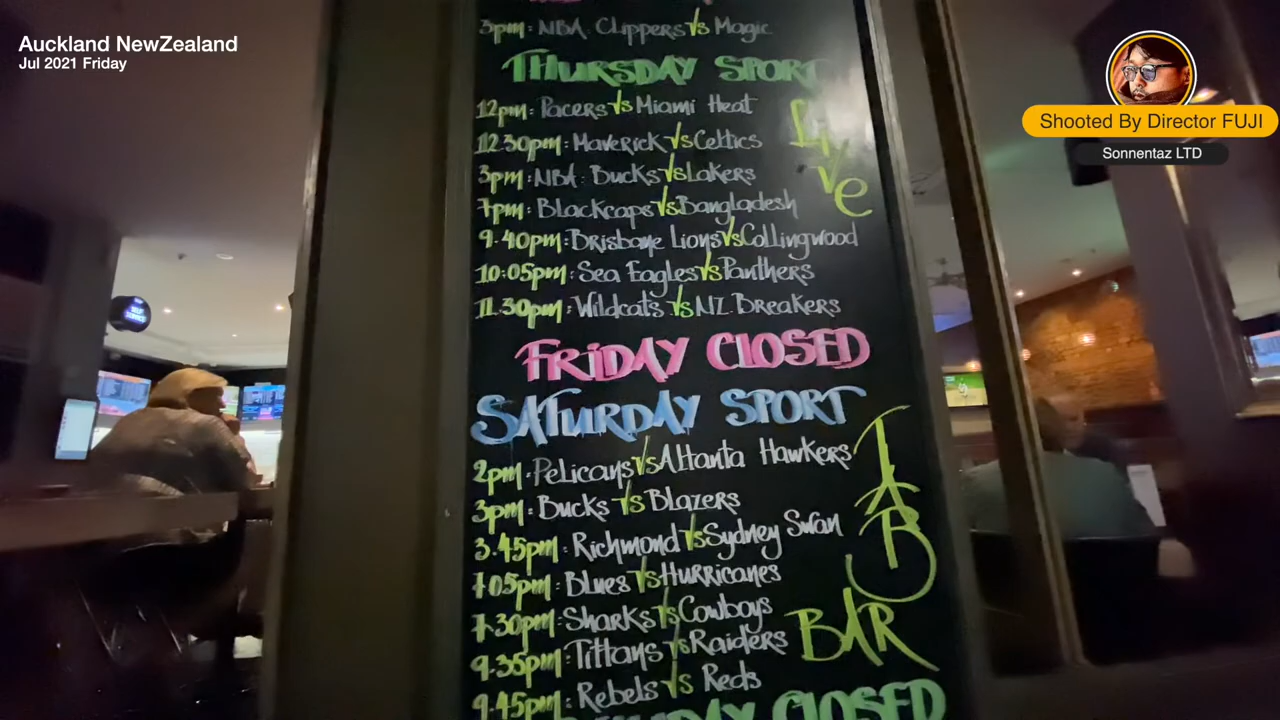 Auckland NewZealand
Jul 2021 Friday
Shooted By Director FUJI
Sonnentaz LTD
3pm: NBA Clippers Vs Magic
THURSDAY SPORT
Live
12pm: Pacers Vs Miami Heat
12.30pm: Maverick Vs Celtics
3pm: NBA: Bucks Vs Lakers
7pm: Blackcaps Vs Bangladesh
9.40pm: Brisbane Lions Vs Collingwood
10:05pm: Sea Eagles Vs Panthers
11.30pm: Wildcats Vs NZ Breakers
FRIDAY CLOSED
SATURDAY SPORT
2pm: Pelicans Vs Altanta Hawkers
3pm: Bucks Vs Blazers
3.45pm: Richmond Vs Sydney Swan
7.05pm: Blues Vs Hurricanes
7.30pm: Sharks Vs Cowboys
9.35pm: Tittans Vs Raiders
9.45pm: Rebels Vs Reds
TAB
BAR
CLOSED